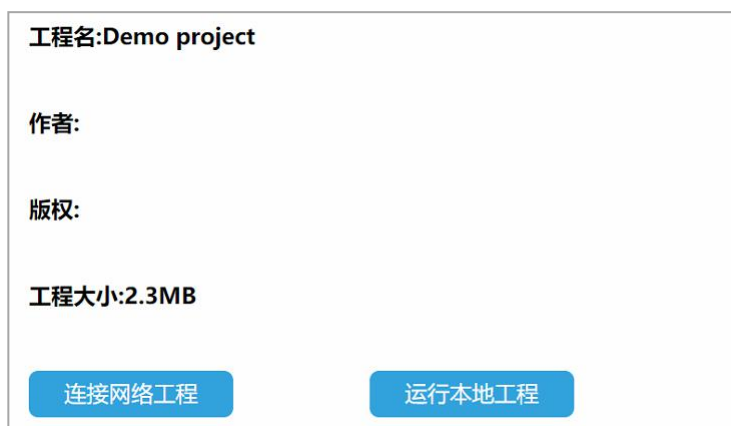 工程名:Demo project
作者:
版权:
工程大小:2.3MB
连接网络工程
运行本地工程